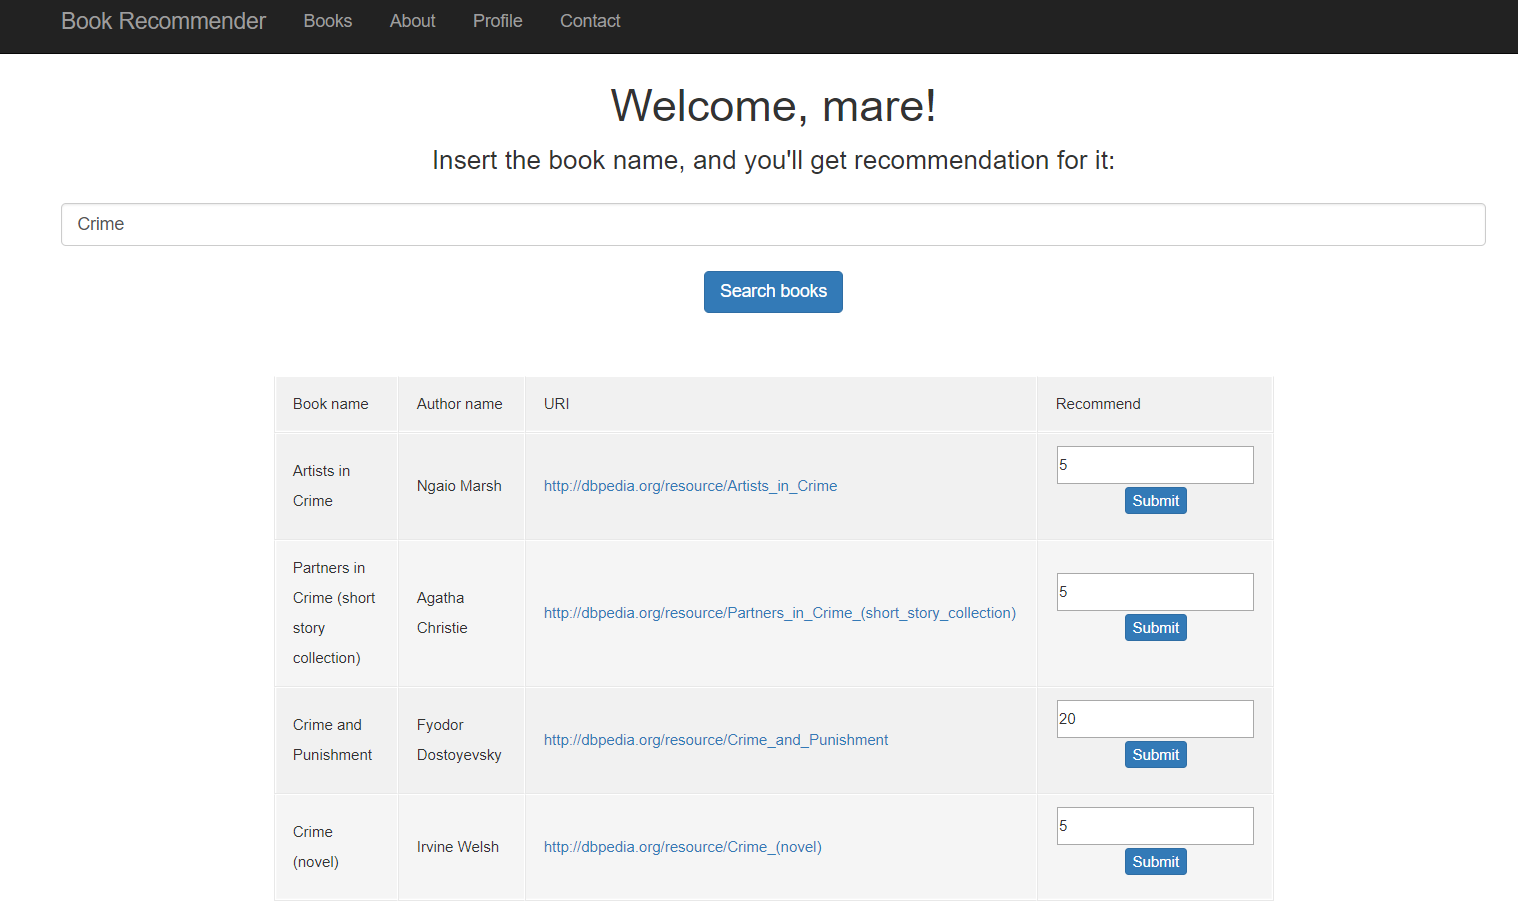 Book Recommender Books About Profile Contact
Welcome, mare!
Insert the book name, and you'll get recommendation for it:
Crime
Search books
Book name Author name URI Recommend
Artists in
Crime
Ngaio Marsh
http://dbpedia.org/resource/Artists_in_Crime
5
Submit
Partners in
Crime (short
story
collection)
Agatha
Christie
http://dbpedia.org/resource/Partners_in_Crime_(short_story_collection)
5
Submit
Crime and
Punishment
Fyodor
Dostoyevsky
http://dbpedia.org/resource/Crime_and_Punishment
20
Submit
Crime
(novel)
Irvine Welsh
http://dbpedia.org/resource/Crime_(novel)
5
Submit